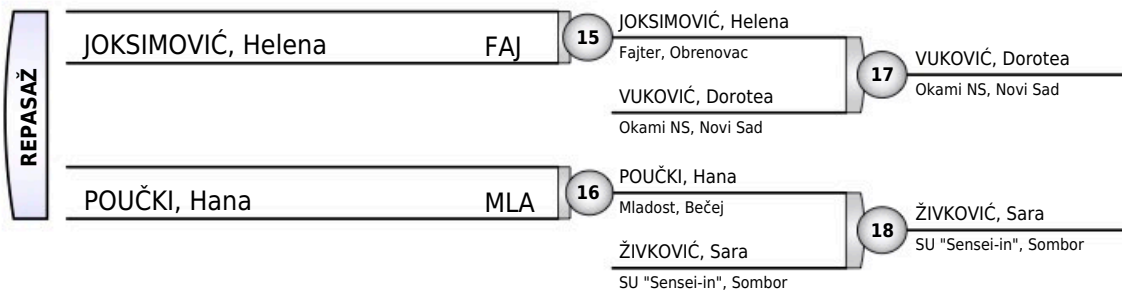 REPASAŽ
JOKSIMOVIĆ, Helena FAJ
15
JOKSIMOVIĆ, Helena
Fajter, Obrenovac
VUKOVIĆ, Dorotea
Okami NS, Novi Sad
17
VUKOVIĆ, Dorotea
Okami NS, Novi Sad
POUČKI, Hana MLA
16
POUČKI, Hana
Mladost, Bečej
ŽIVKOVIĆ, Sara
SU "Sensei-in", Sombor
18
ŽIVKOVIĆ, Sara
SU "Sensei-in", Sombor